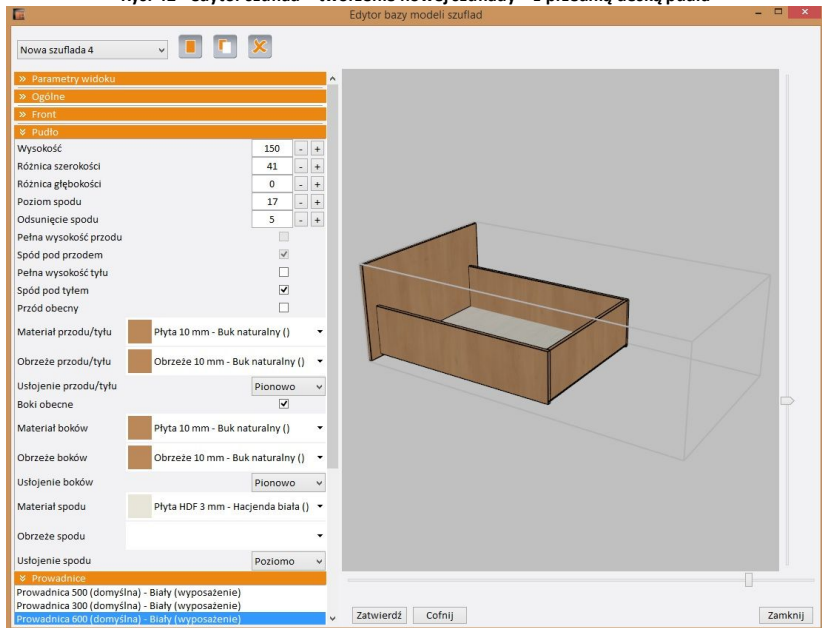 Edytor bazy modeli szuflad
Nowa szuflada 4
Parametry widoku
Ogólne
Front
Pudło
Wysokość 150 - +
Różnica szerokości 41 - +
Różnica głębokości 0 - +
Poziom spodu 17 - +
Odsunięcie spodu 5 - +
Pełna wysokość przodu
Spód pod przodem
Pełna wysokość tyłu
Spód pod tyłem
Przód obecny
Materiał przodu/tyłu Płyta 10 mm - Buk naturalny ()
Obrzeże przodu/tyłu Obrzeże 10 mm - Buk naturalny ()
Usłojenie przodu/tyłu Pionowo
Boki obecne
Materiał boków Płyta 10 mm - Buk naturalny ()
Obrzeże boków Obrzeże 10 mm - Buk naturalny ()
Usłojenie boków Pionowo
Materiał spodu Płyta HDF 3 mm - Hacjenda biała ()
Obrzeże spodu
Usłojenie spodu Poziomo
Prowadnice
Prowadnica 500 (domyślna) - Biały (wyposażenie)
Prowadnica 300 (domyślna) - Biały (wyposażenie)
Prowadnica 600 (domyślna) - Biały (wyposażenie)
Zatwierdź Cofnij Zamknij